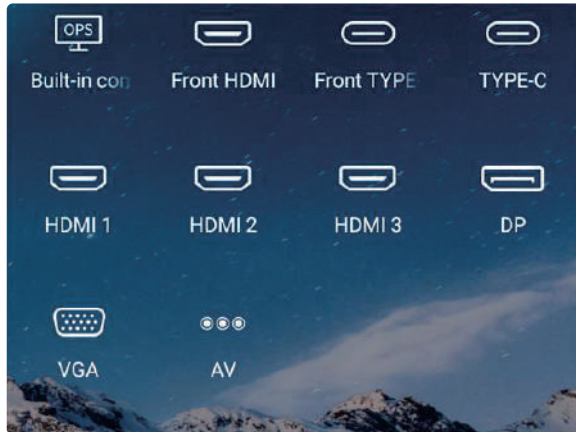 OPS
Built-in con
Front HDMI
Front TYPE
TYPE-C
HDMI 1
HDMI 2
HDMI 3
DP
VGA
AV